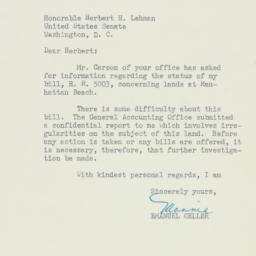 Honorable Herbert H. Lehman
United States Senate
Washington, D. C.
Dear Herbert:
Mr. Carson of your office has asked
for information regarding the status of my
bill, H. R. 5003, concerning lands at Man-
hattan Beach.
There is some difficulty about this
bill. The General Accounting Office submitted
a confidential report to me which involves irre-
gularities on the subject of this land. Before
any action is taken or any bills are offered, it
is necessary, therefore, that further investiga-
tion be made.
With kindest personal regards, I am
Sincerely yours,
Mannie
EMANUEL CELLER